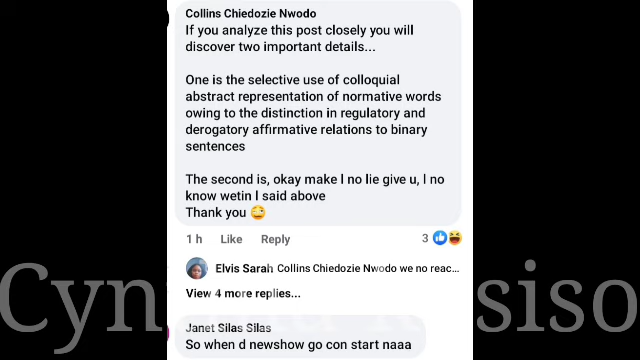 Collins Chiedozie Nwodo
If you analyze this post closely you will
discover two important details...
One is the selective use of colloquial
abstract representation of normative words
owing to the distinction in regulatory and
derogatory affirmative relations to binary
sentences
The second is, okay make I no lie give u, I no
know wetin I said above
Thank you 🙄
1 h Like Reply 3
Elvis Sarah Collins Chiedozie Nwodo we no reac...
View 4 more replies...
Janet Silas Silas
So when d newshow go con start naaa